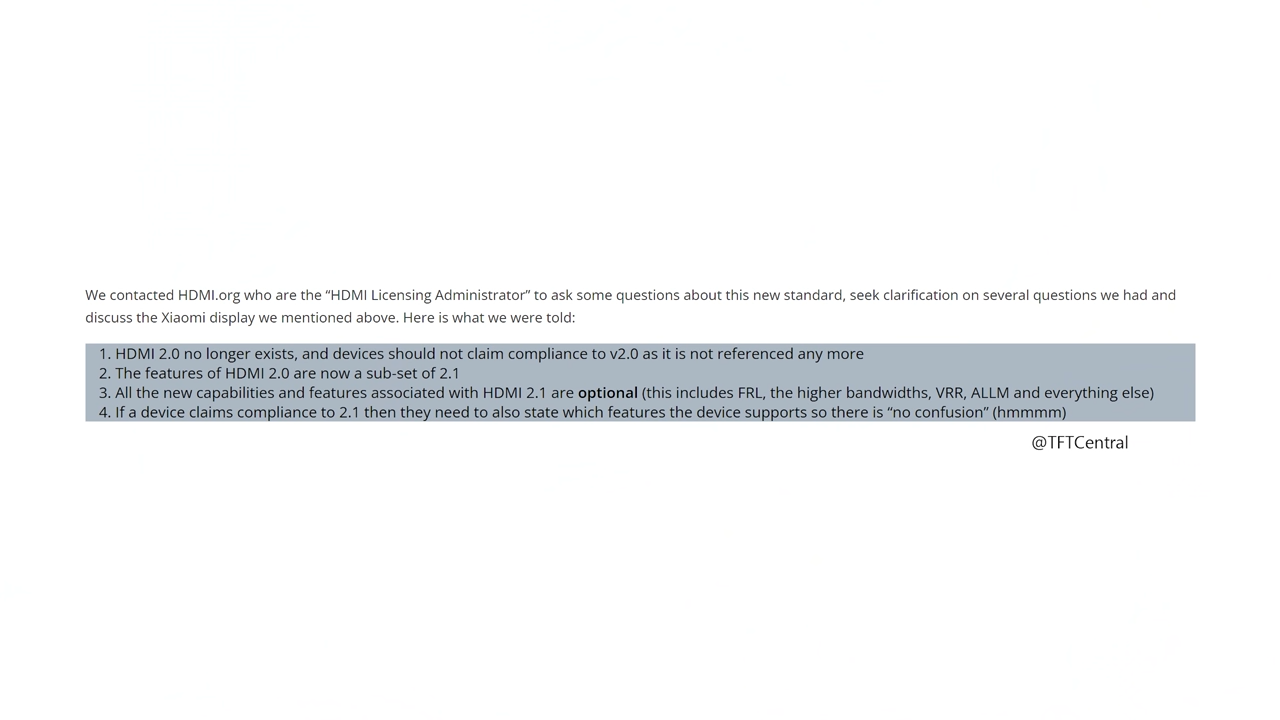 We contacted HDMI.org who are the “HDMI Licensing Administrator” to ask some questions about this new standard, seek clarification on several questions we had and
discuss the Xiaomi display we mentioned above. Here is what we were told:
1. HDMI 2.0 no longer exists, and devices should not claim compliance to v2.0 as it is not referenced any more
2. The features of HDMI 2.0 are now a sub-set of 2.1
3. All the new capabilities and features associated with HDMI 2.1 are optional (this includes FRL, the higher bandwidths, VRR, ALLM and everything else)
4. If a device claims compliance to 2.1 then they need to also state which features the device supports so there is “no confusion” (hmmmm)
@TFTCentral